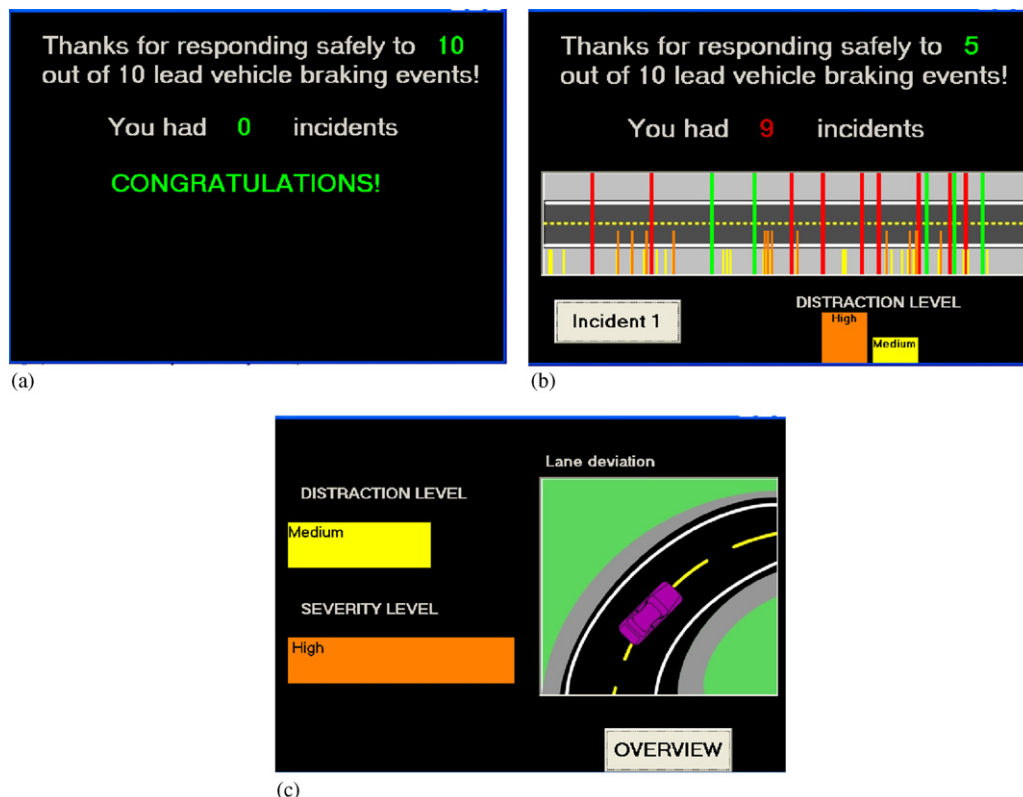 Thanks for responding safely to 10
out of 10 lead vehicle braking events!
You had 0 incidents
CONGRATULATIONS!
(a)
Thanks for responding safely to 5
out of 10 lead vehicle braking events!
You had 9 incidents
Incident 1
DISTRACTION LEVEL
High
Medium
(b)
Lane deviation
DISTRACTION LEVEL
Medium
SEVERITY LEVEL
High
OVERVIEW
(c)